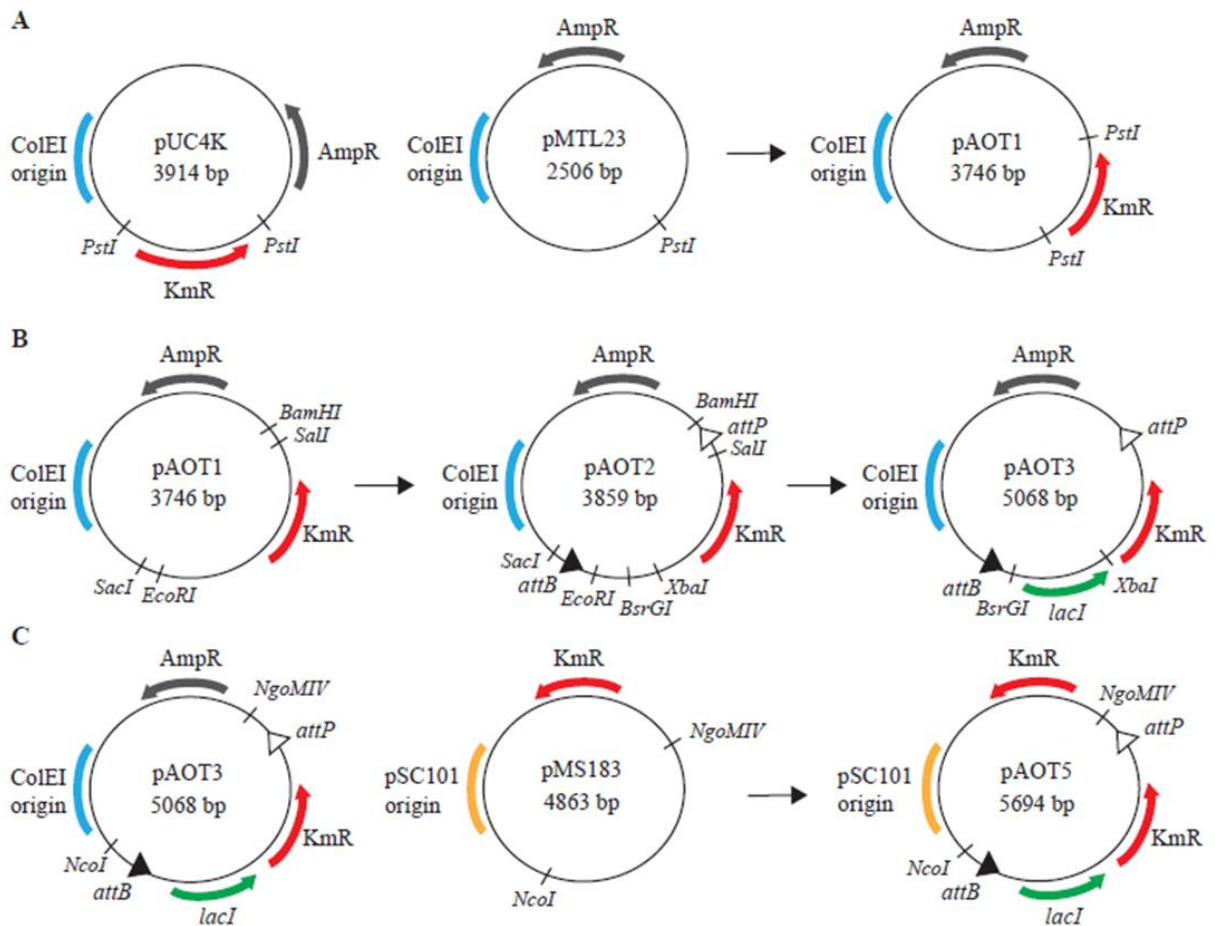 A
ColEI
origin
pUC4K
3914 bp
AmpR
PstI
PstI
KmR
AmpR
ColEI
origin
pMTL23
2506 bp
PstI
AmpR
ColEI
origin
pAOT1
3746 bp
PstI
KmR
PstI
B
AmpR
BamHI
SalI
ColEI
origin
pAOT1
3746 bp
KmR
SacI
EcoRI
AmpR
BamHI
attP
SalI
ColEI
origin
pAOT2
3859 bp
KmR
SacI
attB
EcoRI
BsrGI
XbaI
AmpR
attP
ColEI
origin
pAOT3
5068 bp
KmR
attB
BsrGI
lacI
XbaI
C
AmpR
NgoMIV
attP
ColEI
origin
pAOT3
5068 bp
KmR
NcoI
attB
lacI
KmR
NgoMIV
pSC101
origin
pMS183
4863 bp
NcoI
KmR
NgoMIV
attP
pSC101
origin
pAOT5
5694 bp
KmR
NcoI
attB
lacI